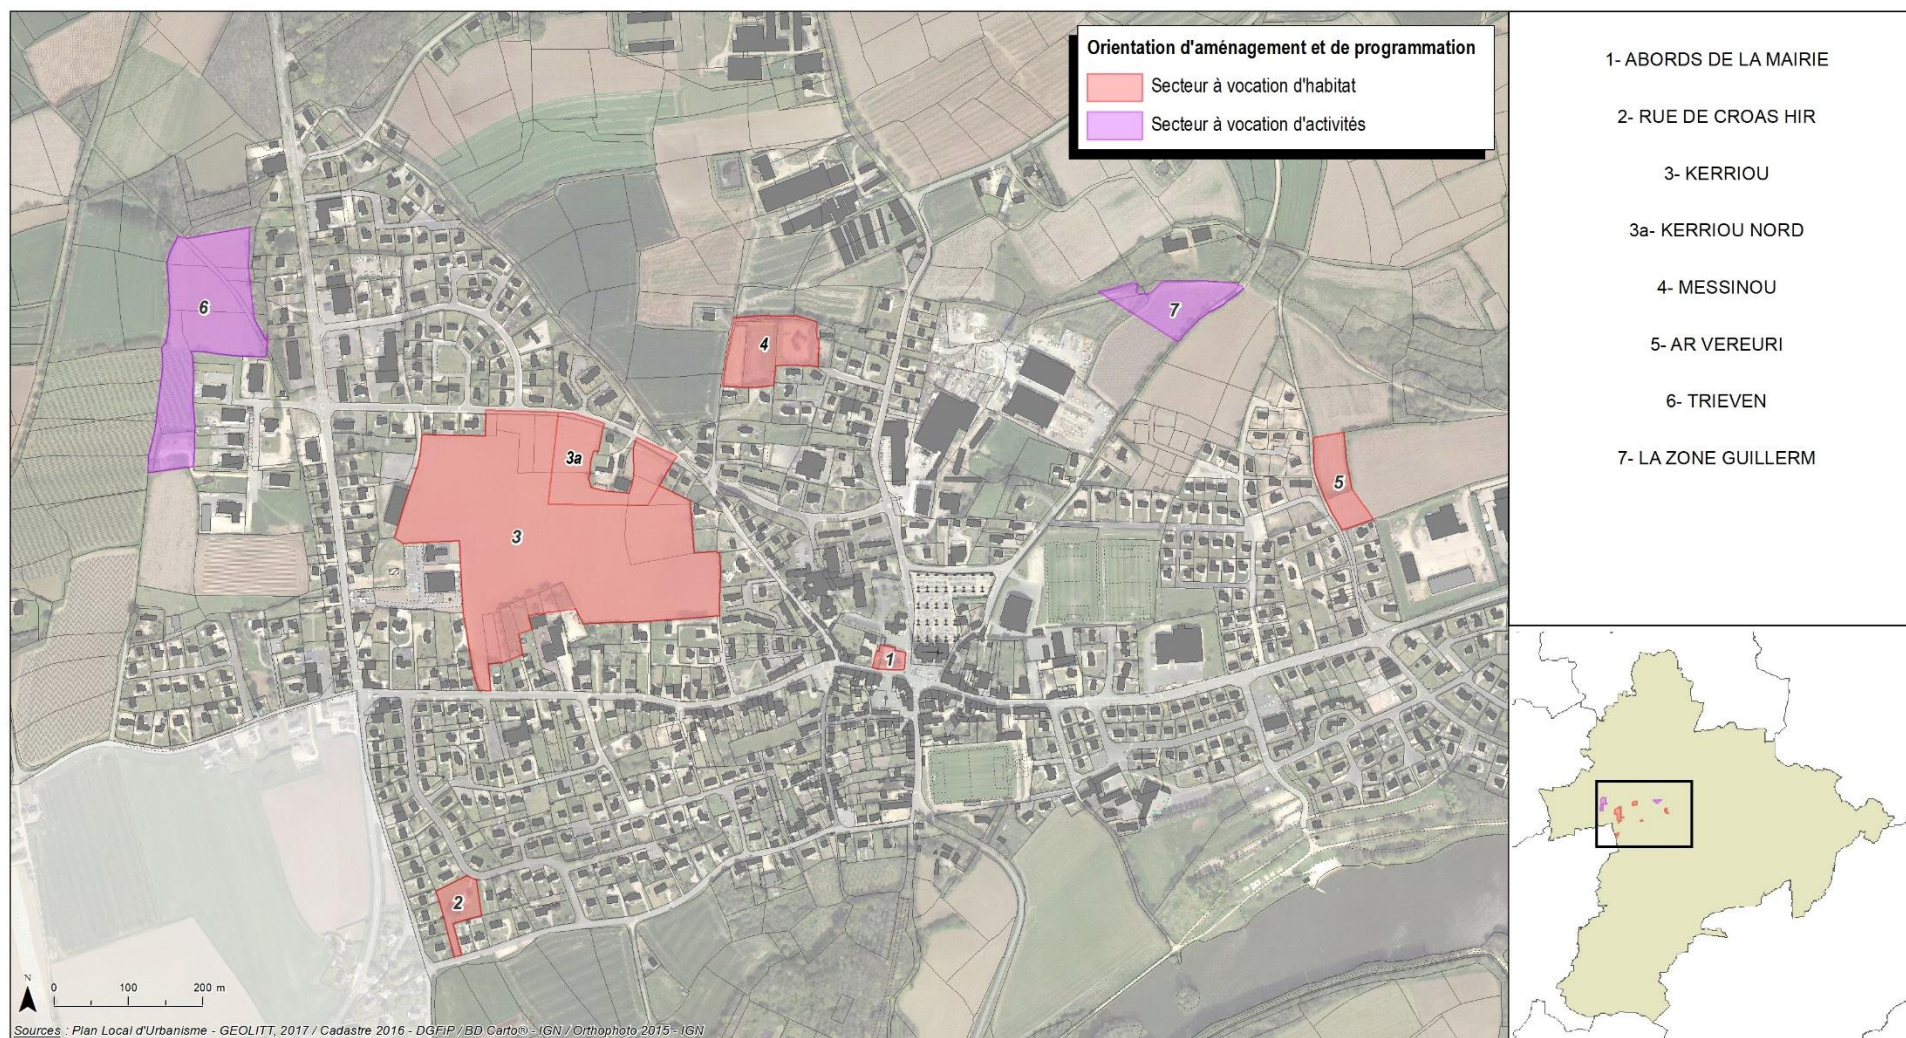 Orientation d'aménagement et de programmation
Secteur à vocation d'habitat
Secteur à vocation d'activités
1- ABORDS DE LA MAIRIE
2- RUE DE CROAS HIR
3- KERRIOU
3a- KERRIOU NORD
4- MESSINOU
5- AR VEREURI
6- TRIEVEN
7- LA ZONE GUILLERM
6
7
4
3a
5
3
1
2
N
0 100 200 m
Sources : Plan Local d'Urbanisme - GEOLITT, 2017 / Cadastre 2016 - DGFiP / BD Carto® - IGN / Orthophoto 2015 - IGN